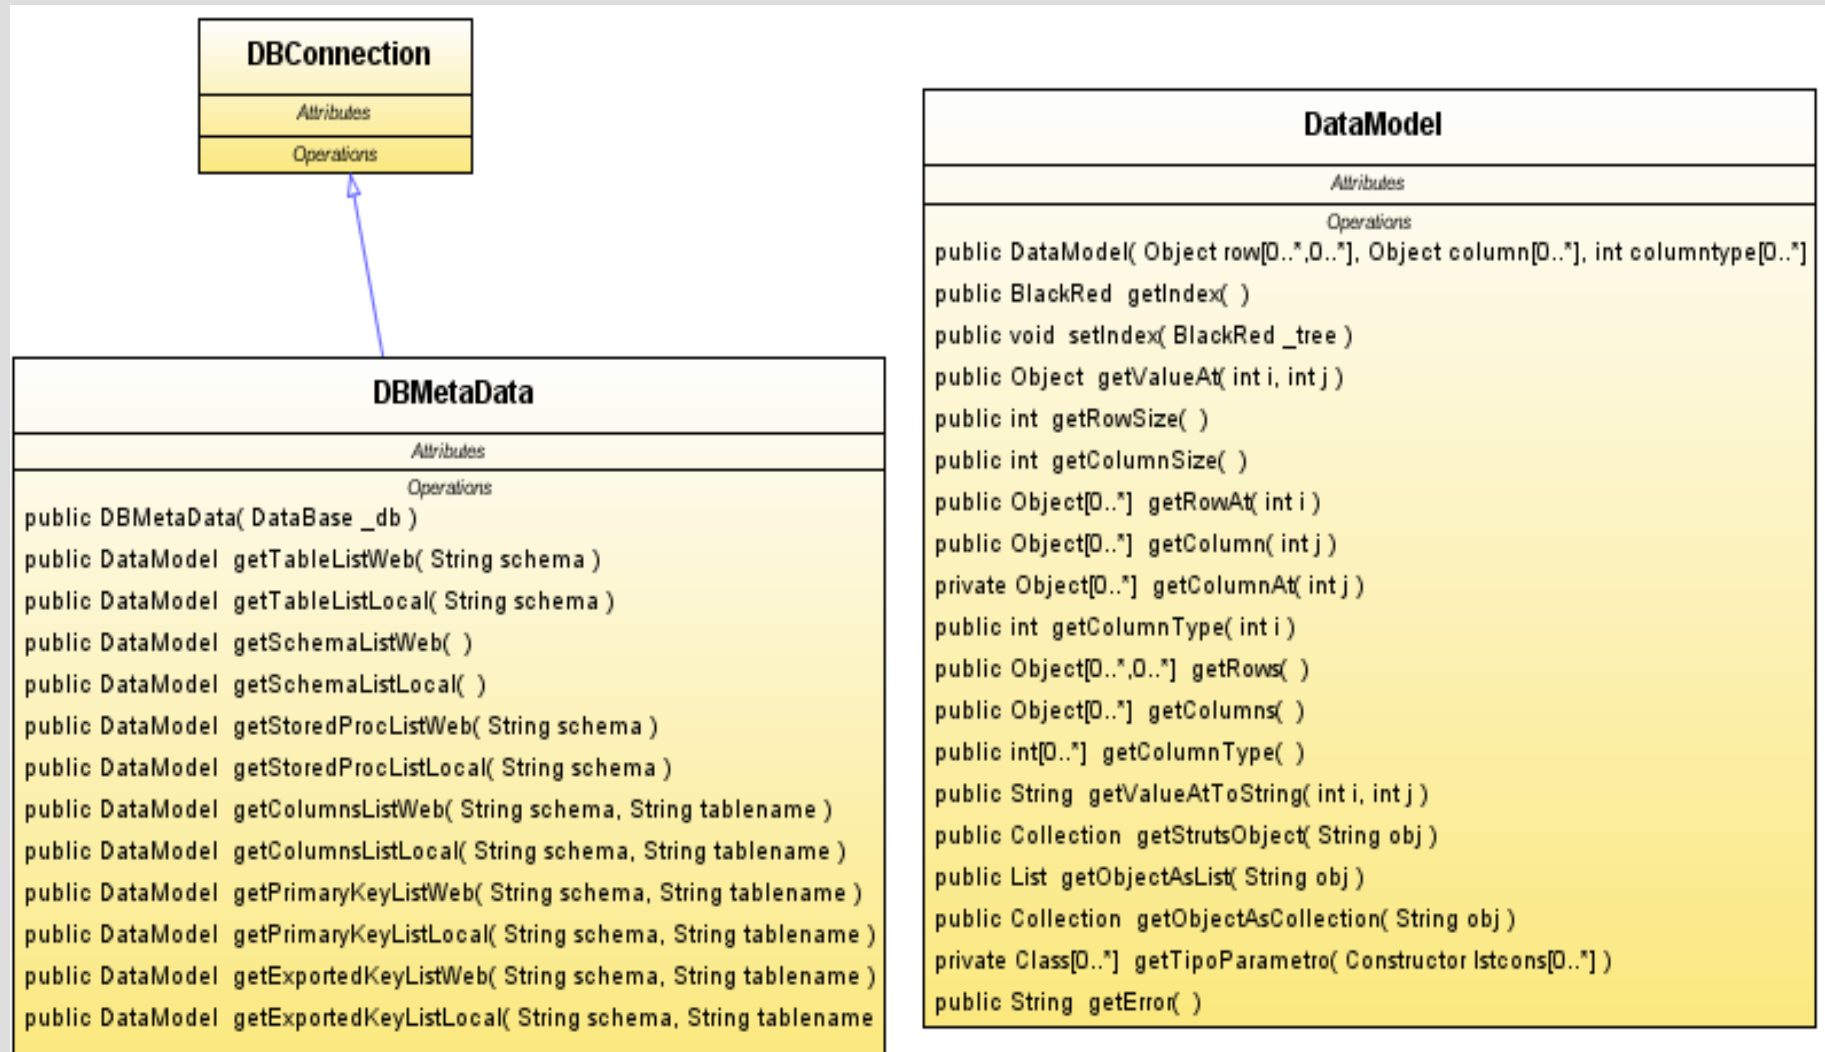 DBConnection
Attributes
Operations
DBMetaData
Attributes
Operations
public DBMetaData( DataBase _db )
public DataModel getTableListWeb( String schema )
public DataModel getTableListLocal( String schema )
public DataModel getSchemaListWeb( )
public DataModel getSchemaListLocal( )
public DataModel getStoredProcListWeb( String schema )
public DataModel getStoredProcListLocal( String schema )
public DataModel getColumnsListWeb( String schema, String tablename )
public DataModel getColumnsListLocal( String schema, String tablename )
public DataModel getPrimaryKeyListWeb( String schema, String tablename )
public DataModel getPrimaryKeyListLocal( String schema, String tablename )
public DataModel getExportedKeyListWeb( String schema, String tablename )
public DataModel getExportedKeyListLocal( String schema, String tablename
DataModel
Attributes
Operations
public DataModel( Object row[0..*,0..*], Object column[0..*], int columntype[0..*]
public BlackRed getIndex( )
public void setIndex( BlackRed _tree )
public Object getValueAt( int i, int j )
public int getRowSize( )
public int getColumnSize( )
public Object[0..*] getRowAt( int i )
public Object[0..*] getColumn( int j )
private Object[0..*] getColumnAt( int j )
public int getColumnType( int i )
public Object[0..*,0..*] getRows( )
public Object[0..*] getColumns( )
public int[0..*] getColumnType( )
public String getValueAtToString( int i, int j )
public Collection getStrutsObject( String obj )
public List getObjectAsList( String obj )
public Collection getObjectAsCollection( String obj )
private Class[0..*] getTipoParametro( Constructor lstcons[0..*] )
public String getError( )